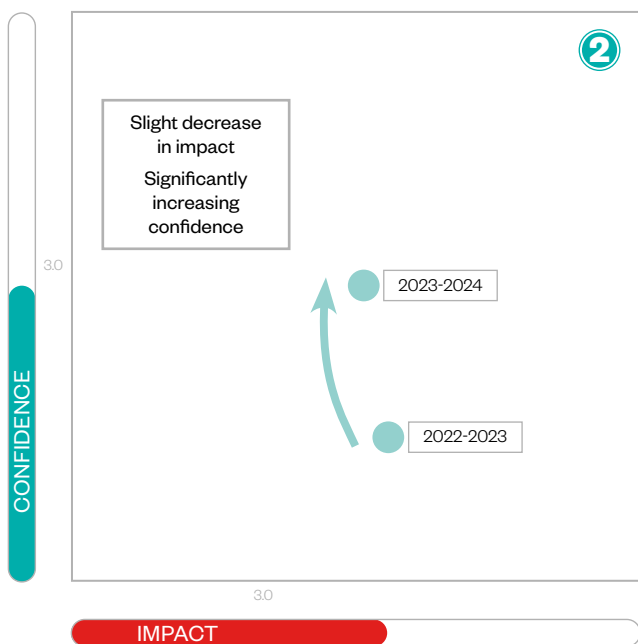 2
Slight decrease
in impact
Significantly
increasing
confidence
3.0
2023-2024
2022-2023
CONFIDENCE
3.0
IMPACT